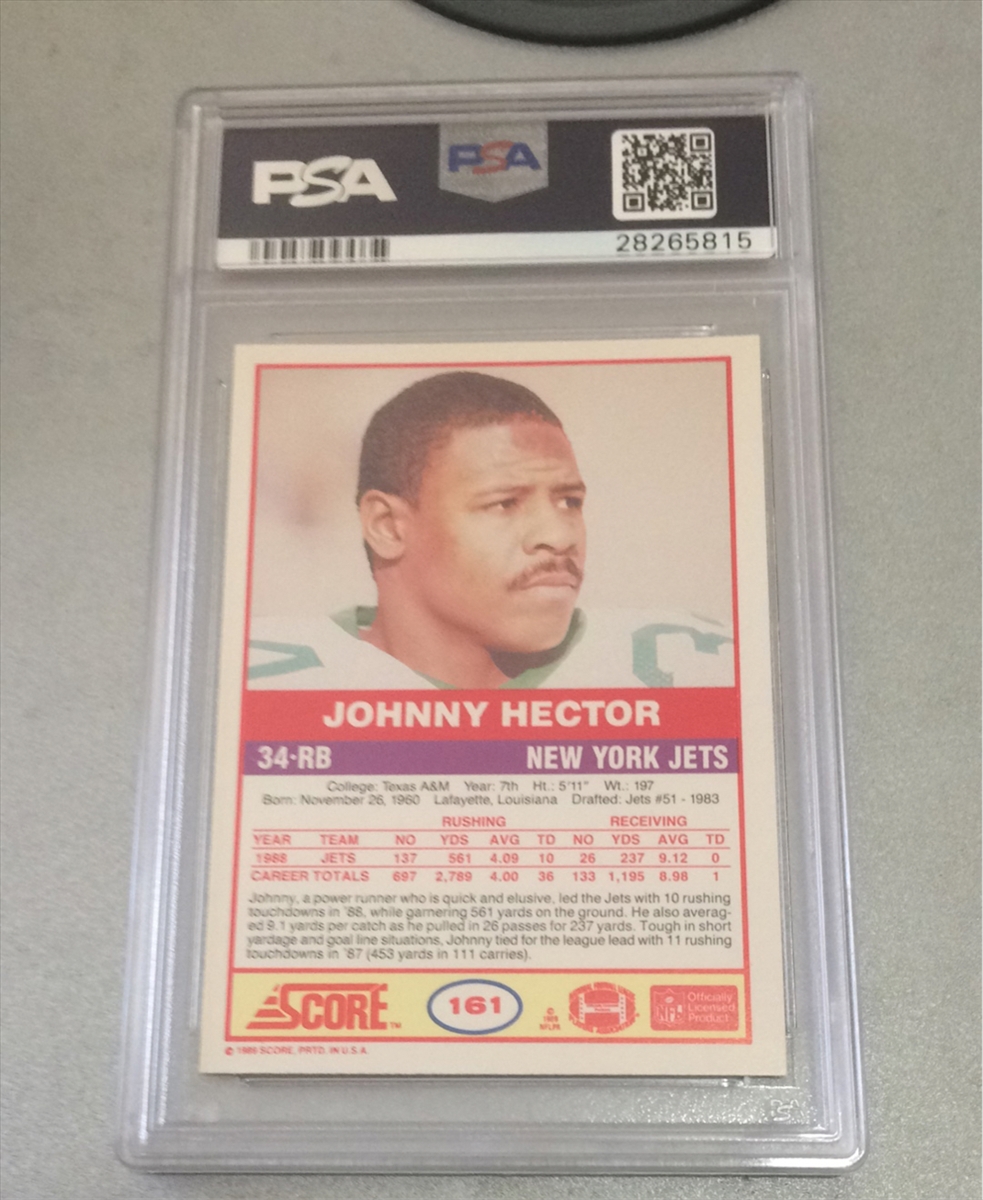 PSA
PSA
28265815
JOHNNY HECTOR
34·RB NEW YORK JETS
College: Texas A&M Year: 7th Ht.: 5'11" Wt.: 197
Born: November 26, 1960 Lafayette, Louisiana Drafted: Jets #51 - 1983
RUSHING RECEIVING
YEAR TEAM NO YDS AVG TD NO YDS AVG TD
1988 JETS 137 561 4.09 10 26 237 9.12 0
CAREER TOTALS 697 2,789 4.00 36 133 1,195 8.98 1
Johnny, a power runner who is quick and elusive, led the Jets with 10 rushing
touchdowns in '88, while garnering 561 yards on the ground. He also averag-
ed 9.1 yards per catch as he pulled in 26 passes for 237 yards. Tough in short
yardage and goal line situations, Johnny tied for the league lead with 11 rushing
touchdowns in '87 (453 yards in 111 carries).
SCORE™
161
© 1989 NFLPA
NFL
Officially
Licensed
Product
© 1989 SCORE, PRTD. IN U.S.A.